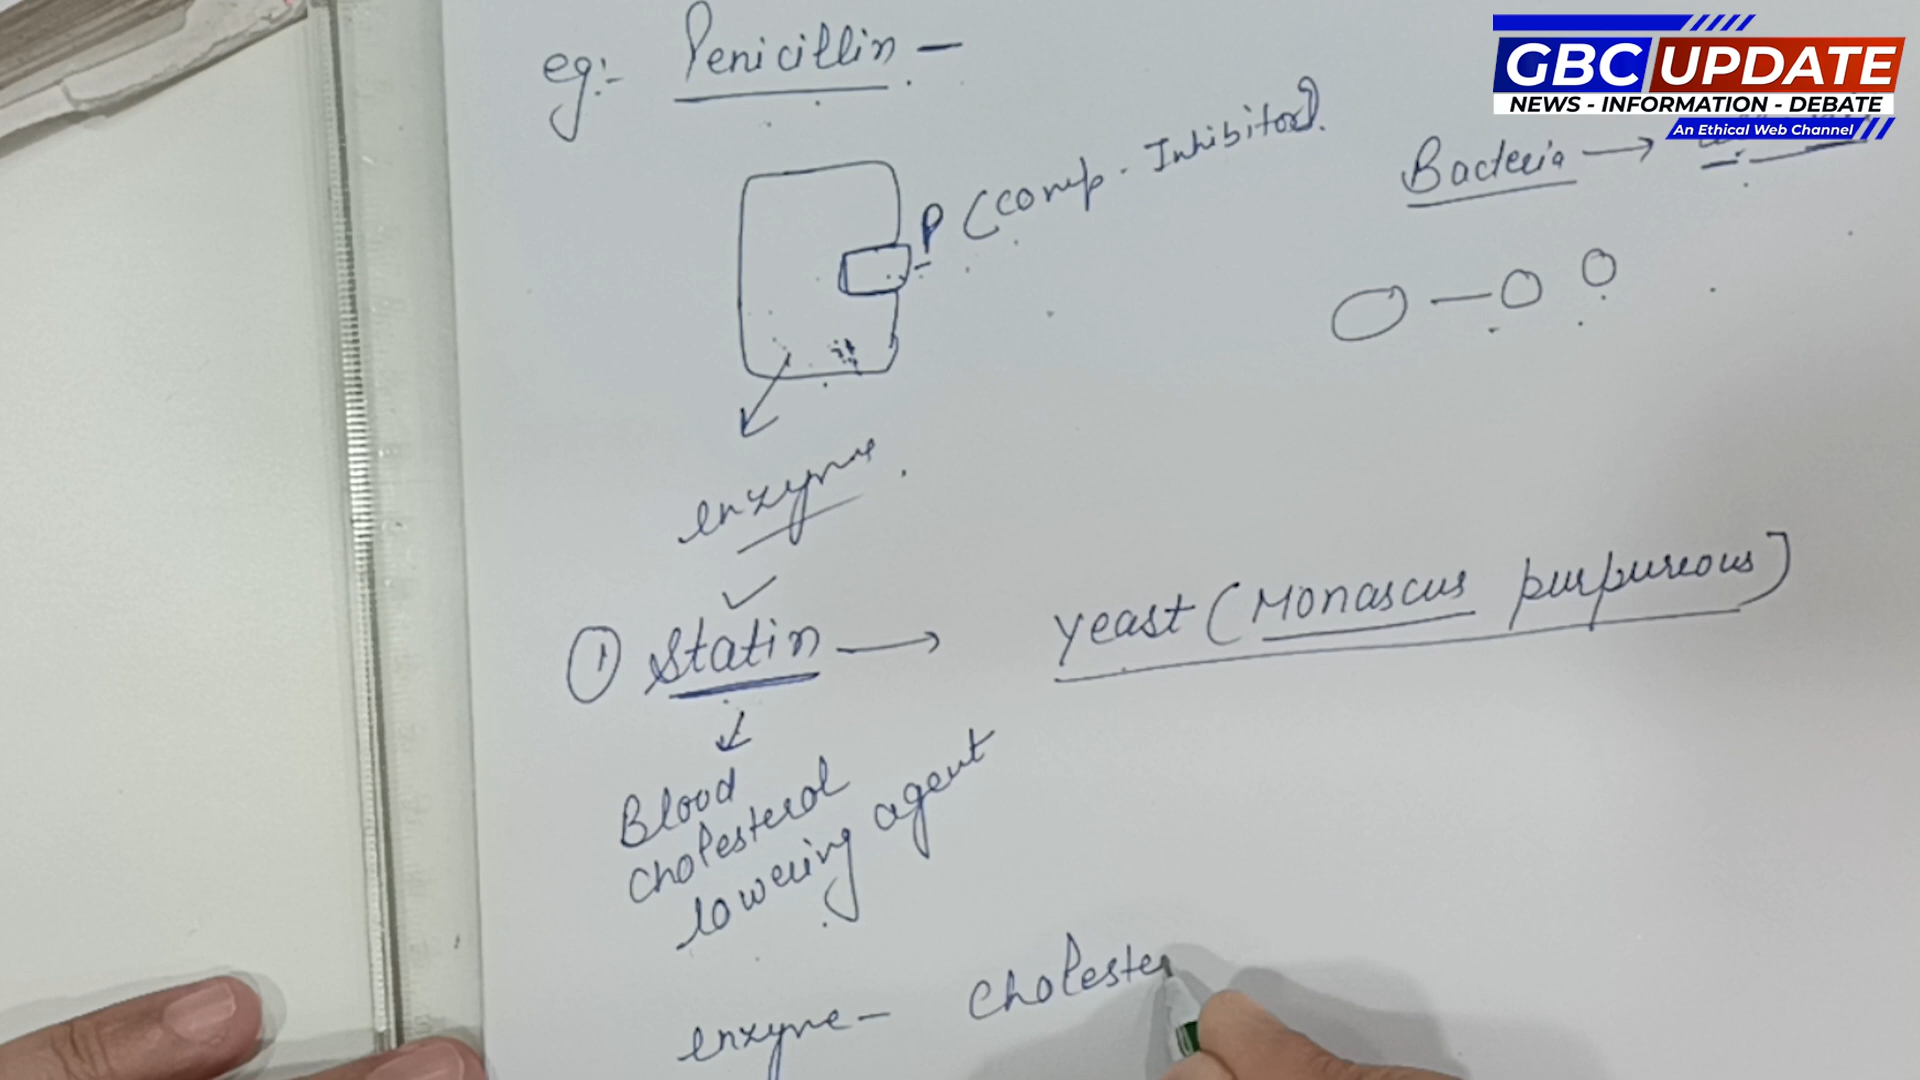 eg:- Penicillin -
GBC UPDATE
NEWS - INFORMATION - DEBATE
An Ethical Web Channel
P (comp. Inhibitor).
Bacteria →
enzyme
① Statin → yeast (Monascus purpureous)
Blood
cholesterol
lowering agent
enzyne - Cholester